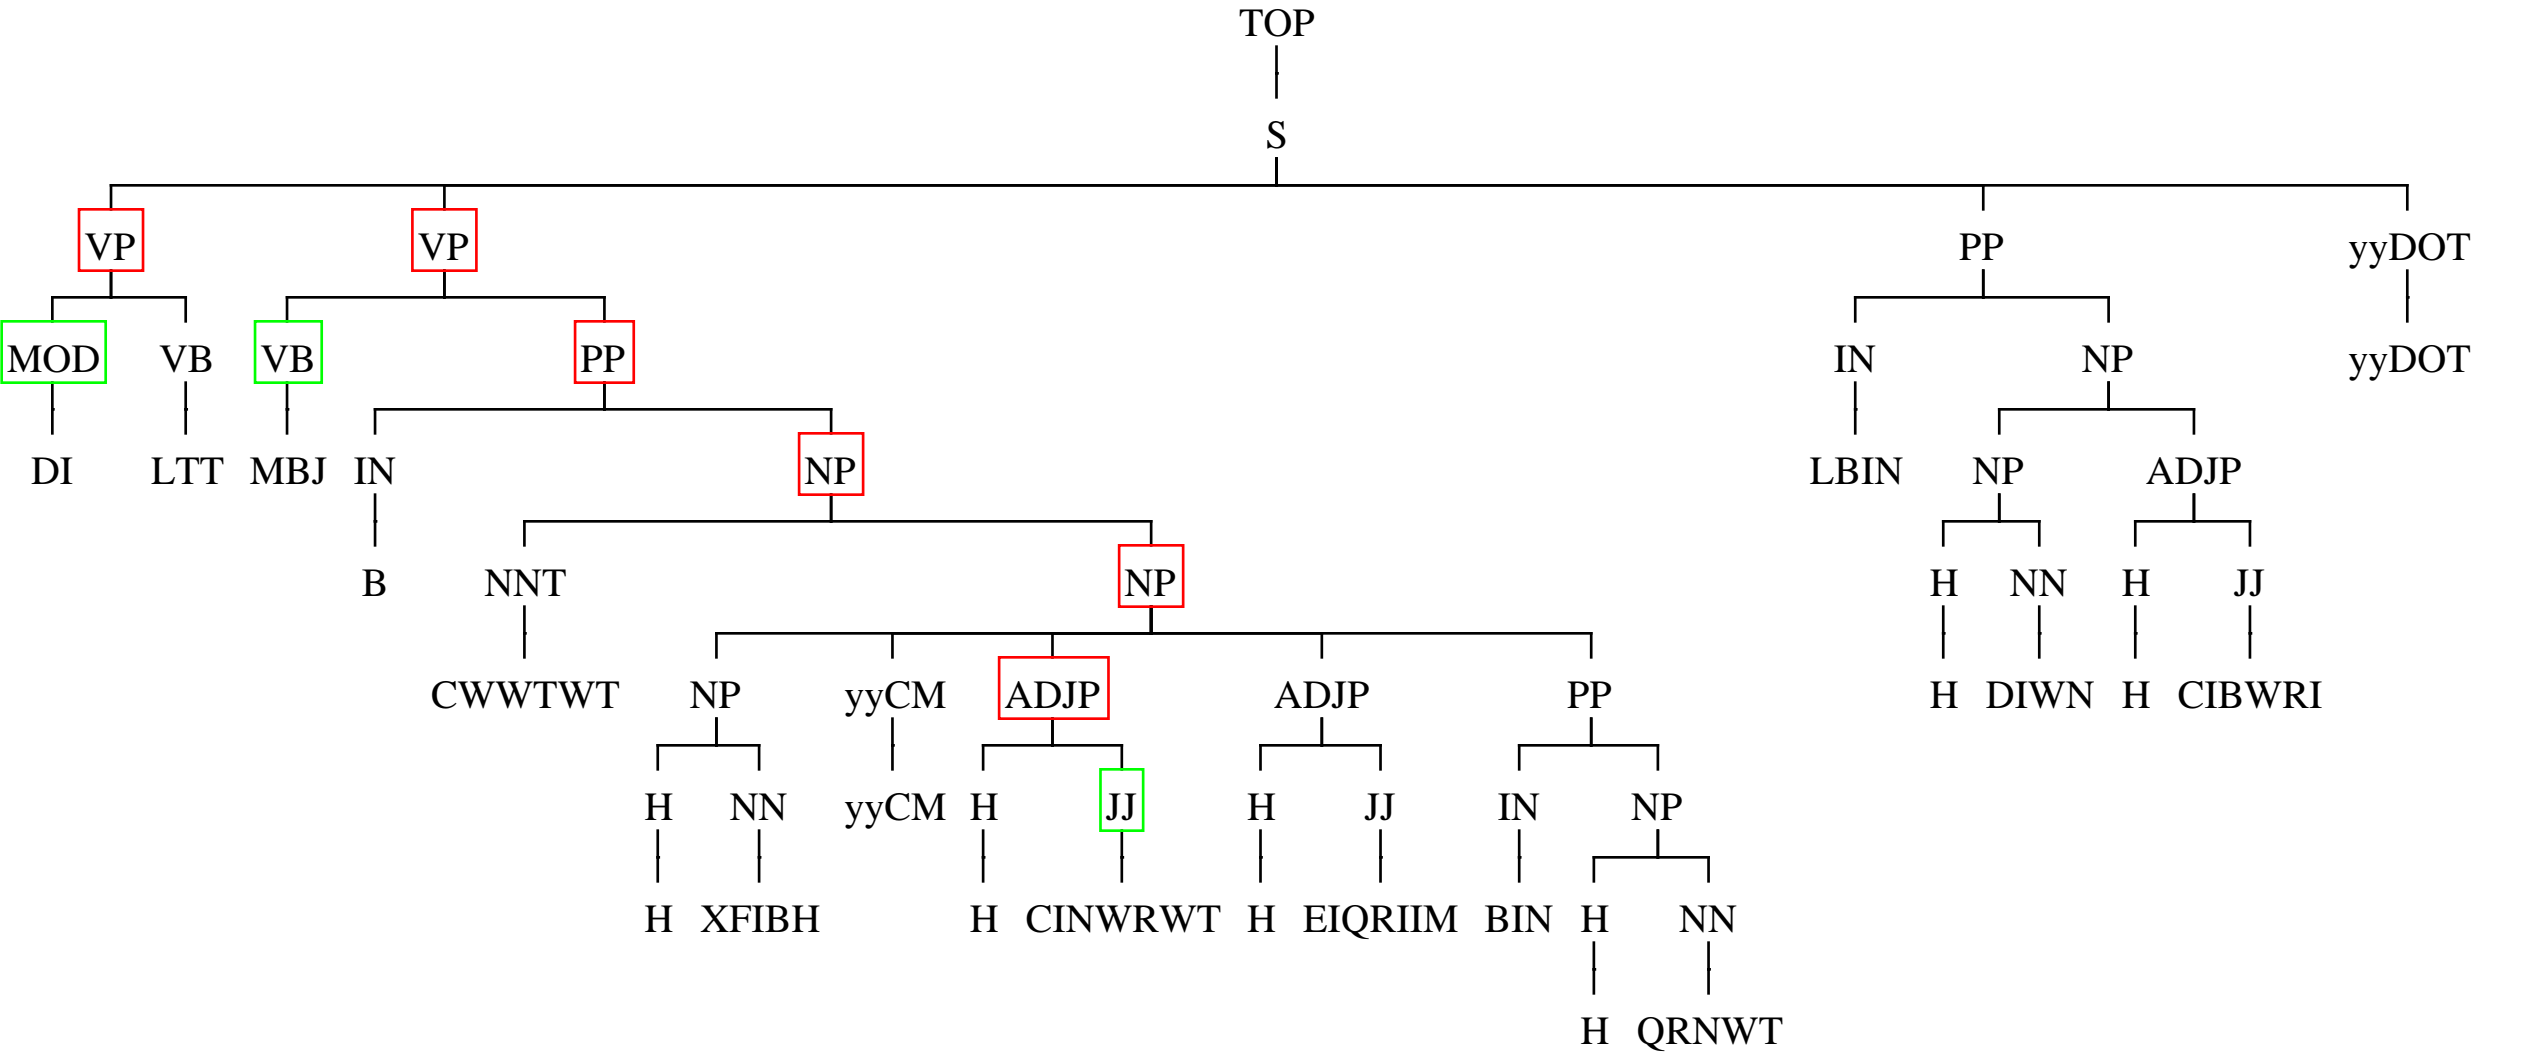 TOP
S
VP VP PP yyDOT
MOD VB VB PP IN NP yyDOT
DI LTT MBJ IN NP LBIN NP ADJP
B NNT NP H NN H JJ
CWWTWT NP yyCM ADJP ADJP PP H DIWN H CIBWRI
H NN yyCM H JJ H JJ IN NP
H XFIBH H CINWRWT H EIQRIIM BIN H NN
H QRNWT